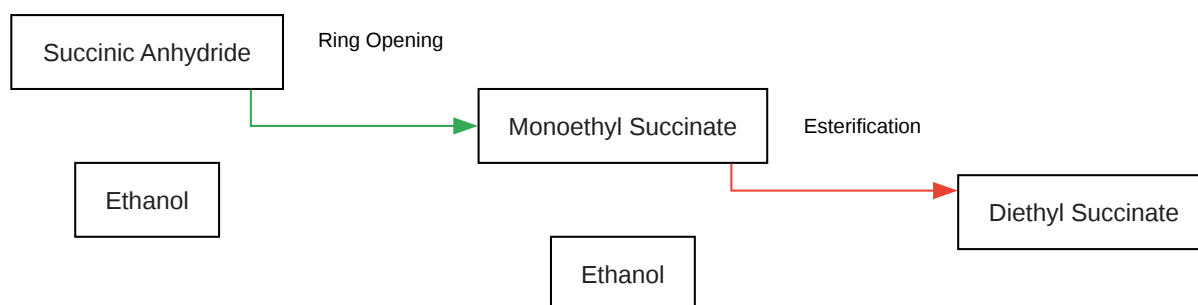 Succinic Anhydride
Ring Opening
Monoethyl Succinate
Esterification
Ethanol
Diethyl Succinate
Ethanol